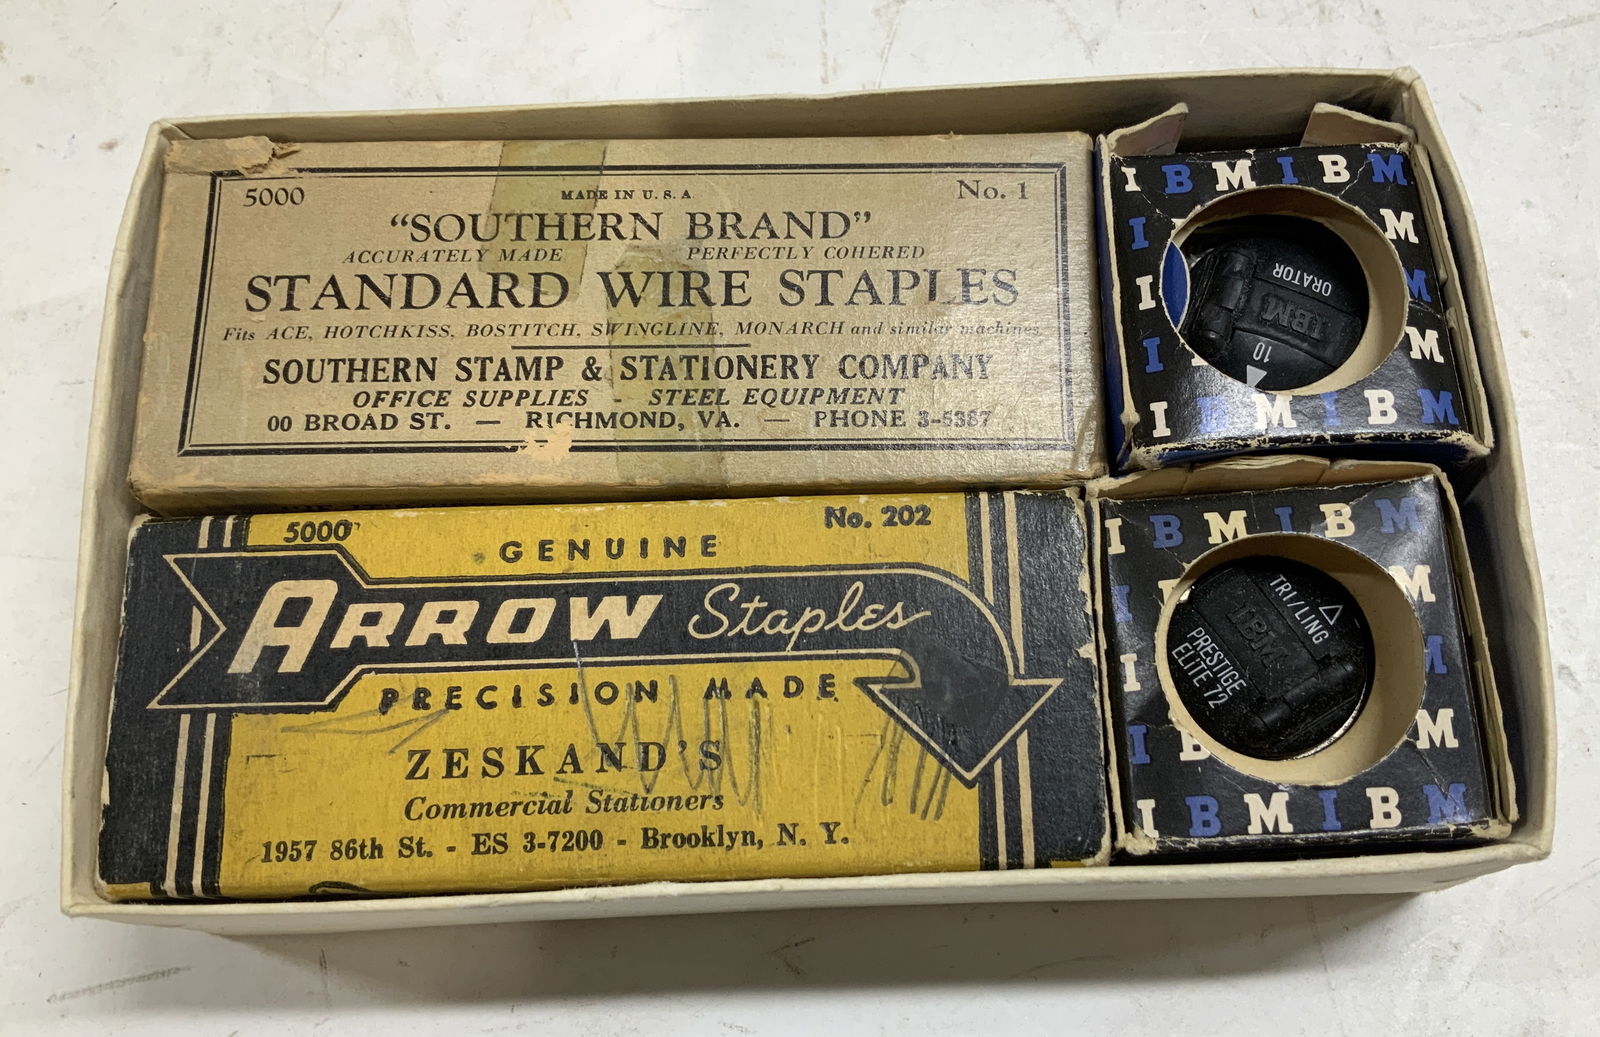 5000
MADE IN U. S. A
No. 1
"SOUTHERN BRAND"
ACCURATELY MADE PERFECTLY COHERED
STANDARD WIRE STAPLES
Fits ACE, HOTCHKISS, BOSTITCH, SWINGLINE, MONARCH and similar machines
SOUTHERN STAMP & STATIONERY COMPANY
OFFICE SUPPLIES - STEEL EQUIPMENT
00 BROAD ST. — RICHMOND, VA. — PHONE 3-5387
5000
No. 202
GENUINE
ARROW Staples
PRECISION MADE
ZESKAND'S
Commercial Stationers
1957 86th St. - ES 3-7200 - Brooklyn, N. Y.
I B M I B M
I M
I M
I M
I B M I B M
ORATOR
IBM
10
I B M I B M
I M
I M
I B M
I B M I B M
TRI/LING
IBM
PRESTIGE
ELITE 72